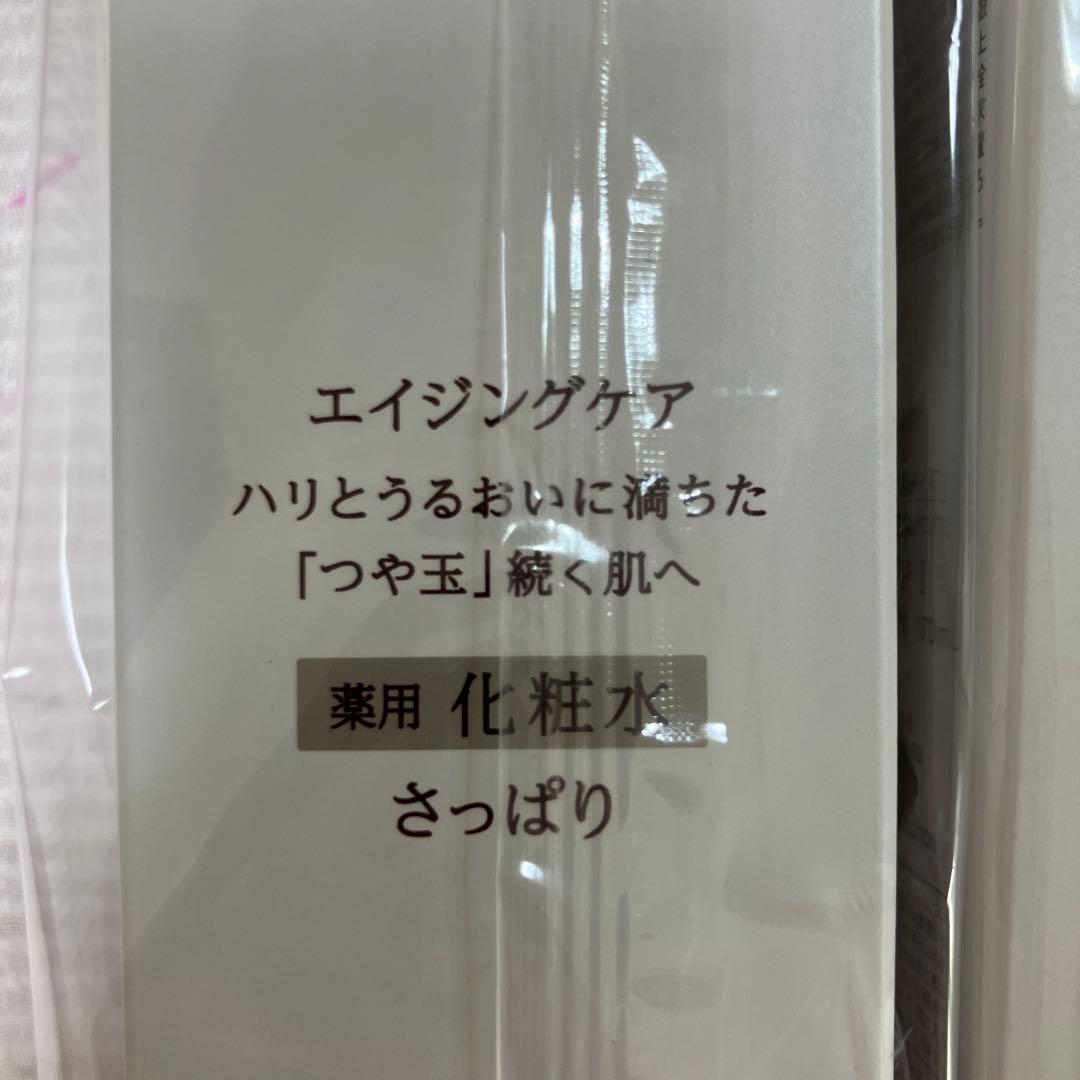 エイジングケア
ハリとうるおいに満ちた
「つや玉」続く肌へ
薬用 化粧水
さっぱり